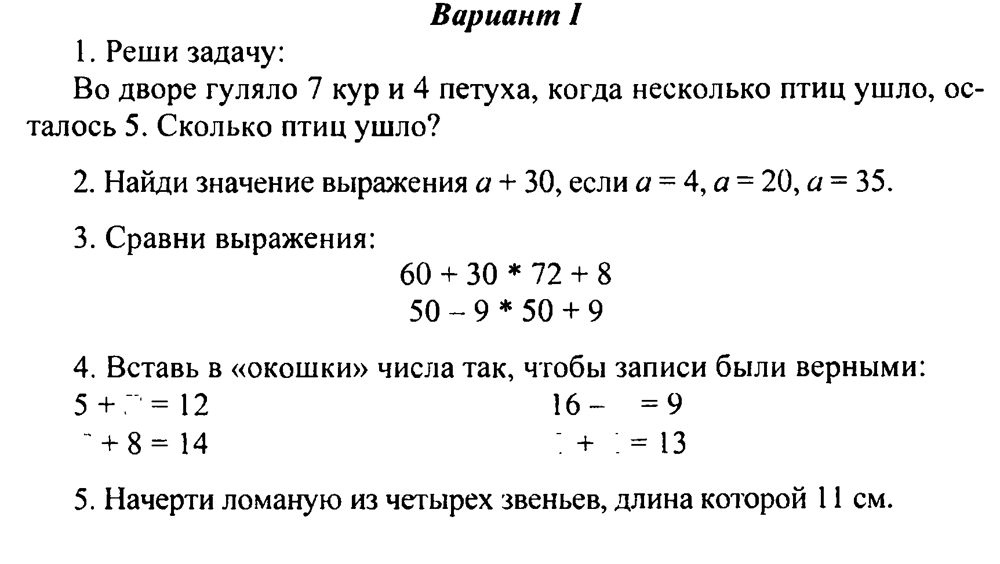 Вариант I
1. Реши задачу:
Во дворе гуляло 7 кур и 4 петуха, когда несколько птиц ушло, ос-
талось 5. Сколько птиц ушло?
2. Найди значение выражения a + 30, если a = 4, a = 20, a = 35.
3. Сравни выражения:
60 + 30 * 72 + 8
50 – 9 * 50 + 9
4. Вставь в «окошки» числа так, чтобы записи были верными:
5 + □ = 12 16 – = 9
□ + 8 = 14 □ + □ = 13
5. Начерти ломаную из четырех звеньев, длина которой 11 см.